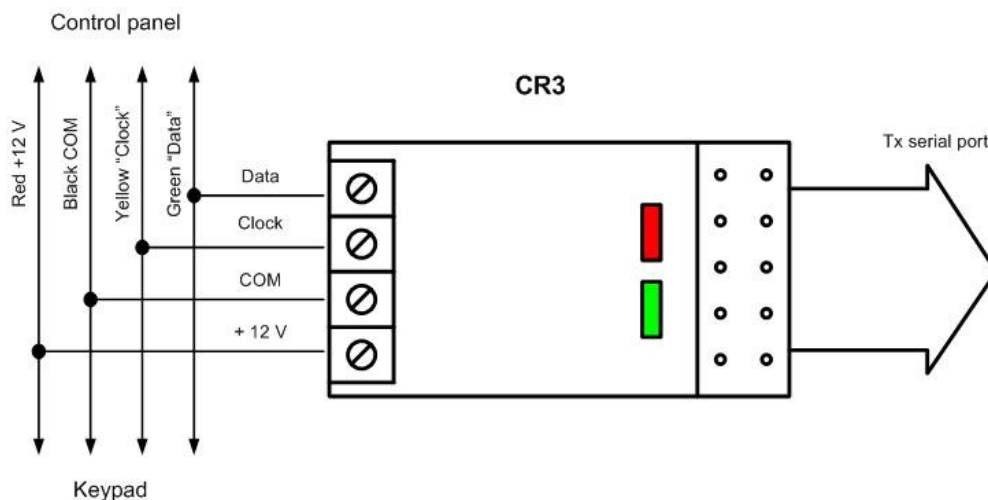 Control panel
CR3
Red +12 V
Black COM
Yellow “Clock”
Green “Data”
Tx serial port
Data
Clock
COM
+ 12 V
Keypad